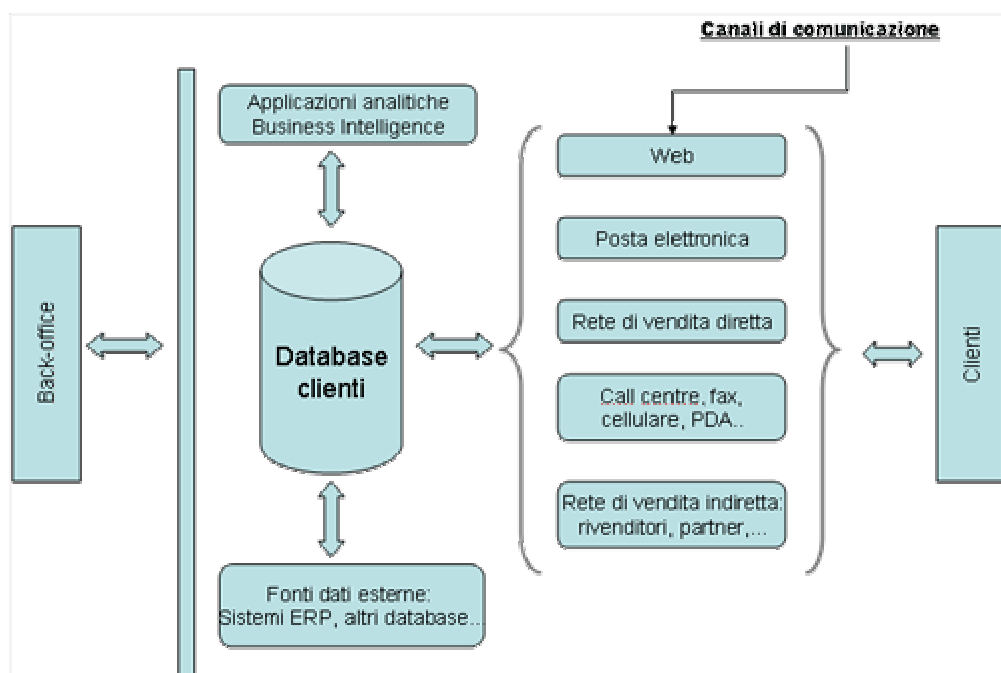 Canali di comunicazione
Applicazioni analitiche
Business Intelligence
Web
Posta elettronica
Back-office
Database
clienti
Rete di vendita diretta
Clienti
Call centre, fax,
cellulare, PDA..
Rete di vendita indiretta:
rivenditori, partner,...
Fonti dati esterne:
Sistemi ERP, altri database...